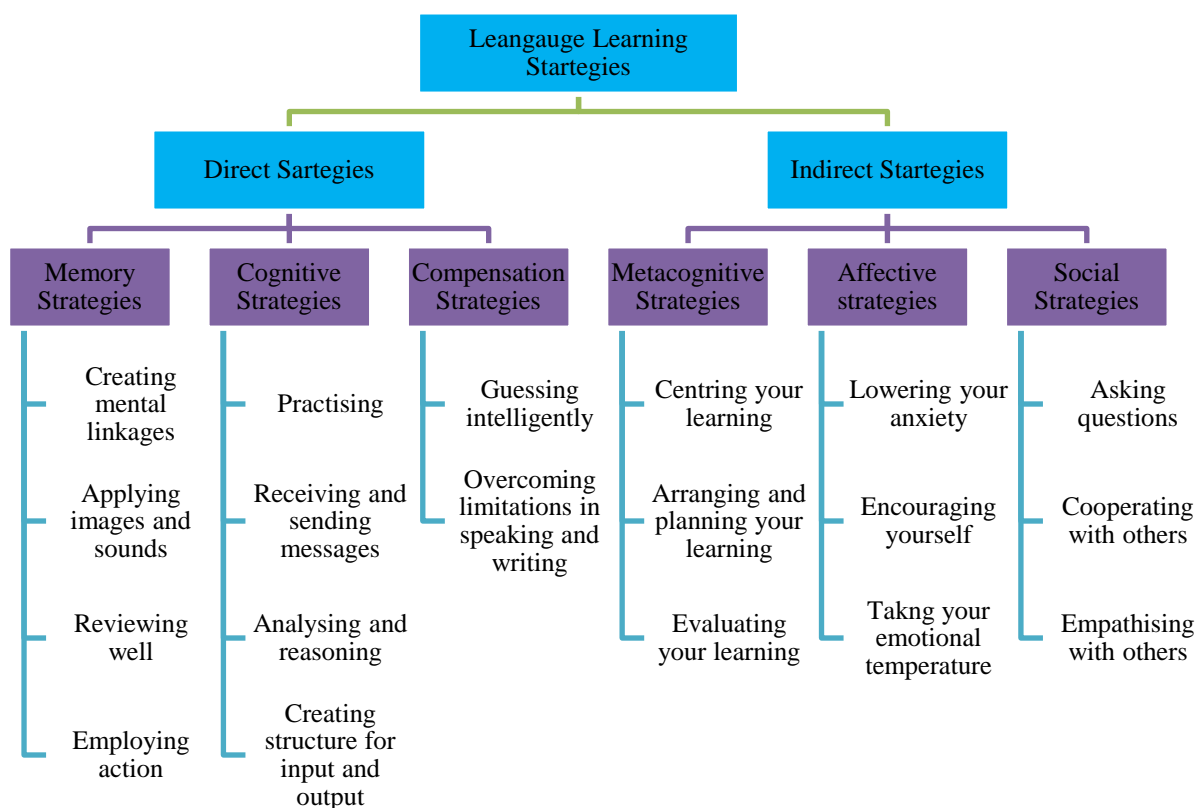 Leangauge Learning
Startegies
Direct Sartegies
Indirect Startegies
Memory
Strategies
Cognitive
Strategies
Compensation
Strategies
Metacognitive
Strategies
Affective
strategies
Social
Strategies
Creating
mental
linkages
Applying
images and
sounds
Reviewing
well
Employing
action
Practising
Receiving and
sending
messages
Analysing and
reasoning
Creating
structure for
input and
output
Guessing
intelligently
Overcoming
limitations in
speaking and
writing
Centring your
learning
Arranging and
planning your
learning
Evaluating
your learning
Lowering your
anxiety
Encouraging
yourself
Takng your
emotional
temperature
Asking
questions
Cooperating
with others
Empathising
with others